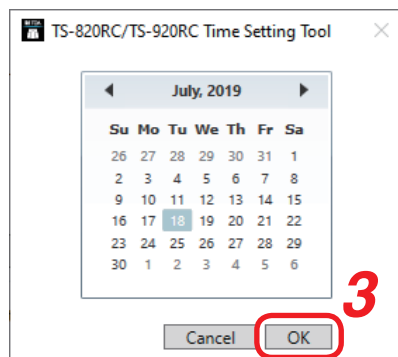 TS-820RC/TS-920RC Time Setting Tool
July, 2019
Su Mo Tu We Th Fr Sa
26 27 28 29 30 31 1
2 3 4 5 6 7 8
9 10 11 12 13 14 15
16 17 18 19 20 21 22
23 24 25 26 27 28 29
30 1 2 3 4 5 6
3
Cancel OK